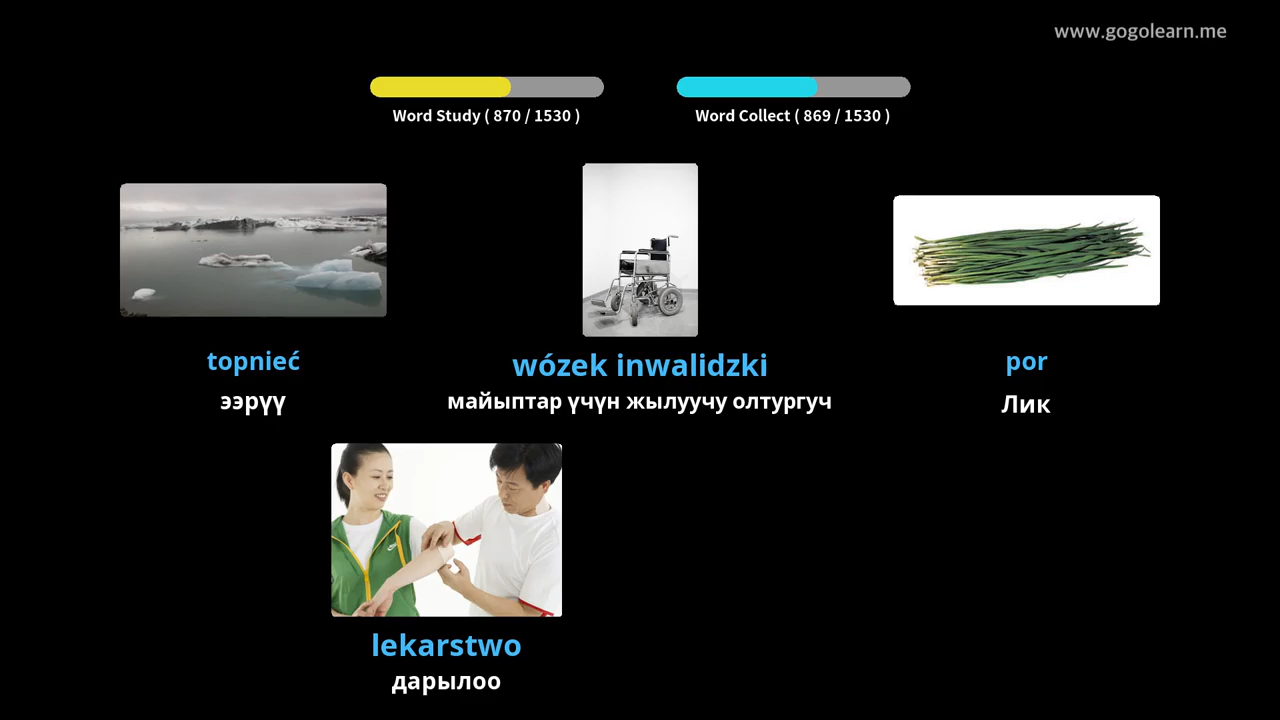 www.gogolearn.me
Word Study ( 870 / 1530 )
Word Collect ( 869 / 1530 )
topnieć
ээрүү
wózek inwalidzki
майыптар үчүн жылуучу олтургуч
por
Лик
lekarstwo
дарылоо